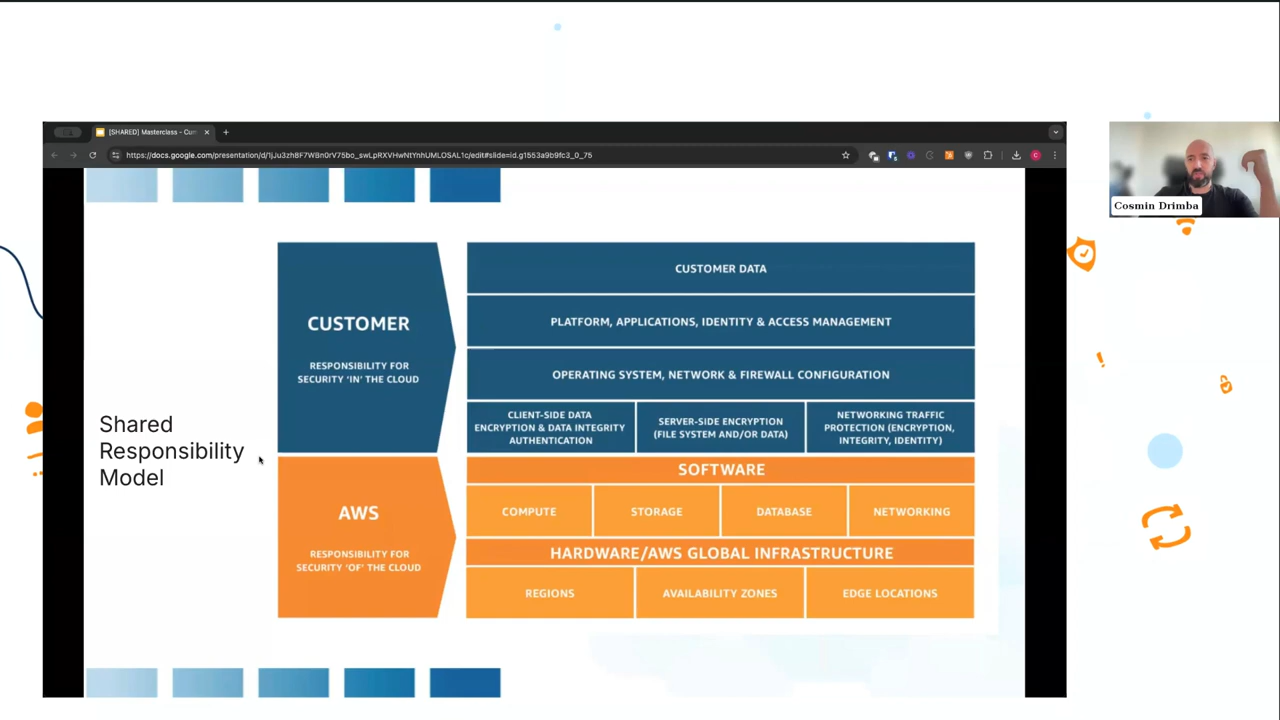 [SHARED] Masterclass - Cun
https://docs.google.com/presentation/d/1jJu3zh8F7WBn0rV75bo_swLpRXVHwNtYnhUMLOSAL1c/edit#slide=id.g1553a9b9fc3_0_75
Cosmin Drimba
Shared
Responsibility
Model
CUSTOMER
RESPONSIBILITY FOR
SECURITY ‘IN’ THE CLOUD
CUSTOMER DATA
PLATFORM, APPLICATIONS, IDENTITY & ACCESS MANAGEMENT
OPERATING SYSTEM, NETWORK & FIREWALL CONFIGURATION
CLIENT-SIDE DATA
ENCRYPTION & DATA INTEGRITY
AUTHENTICATION
SERVER-SIDE ENCRYPTION
(FILE SYSTEM AND/OR DATA)
NETWORKING TRAFFIC
PROTECTION (ENCRYPTION,
INTEGRITY, IDENTITY)
AWS
RESPONSIBILITY FOR
SECURITY ‘OF’ THE CLOUD
SOFTWARE
COMPUTE
STORAGE
DATABASE
NETWORKING
HARDWARE/AWS GLOBAL INFRASTRUCTURE
REGIONS
AVAILABILITY ZONES
EDGE LOCATIONS